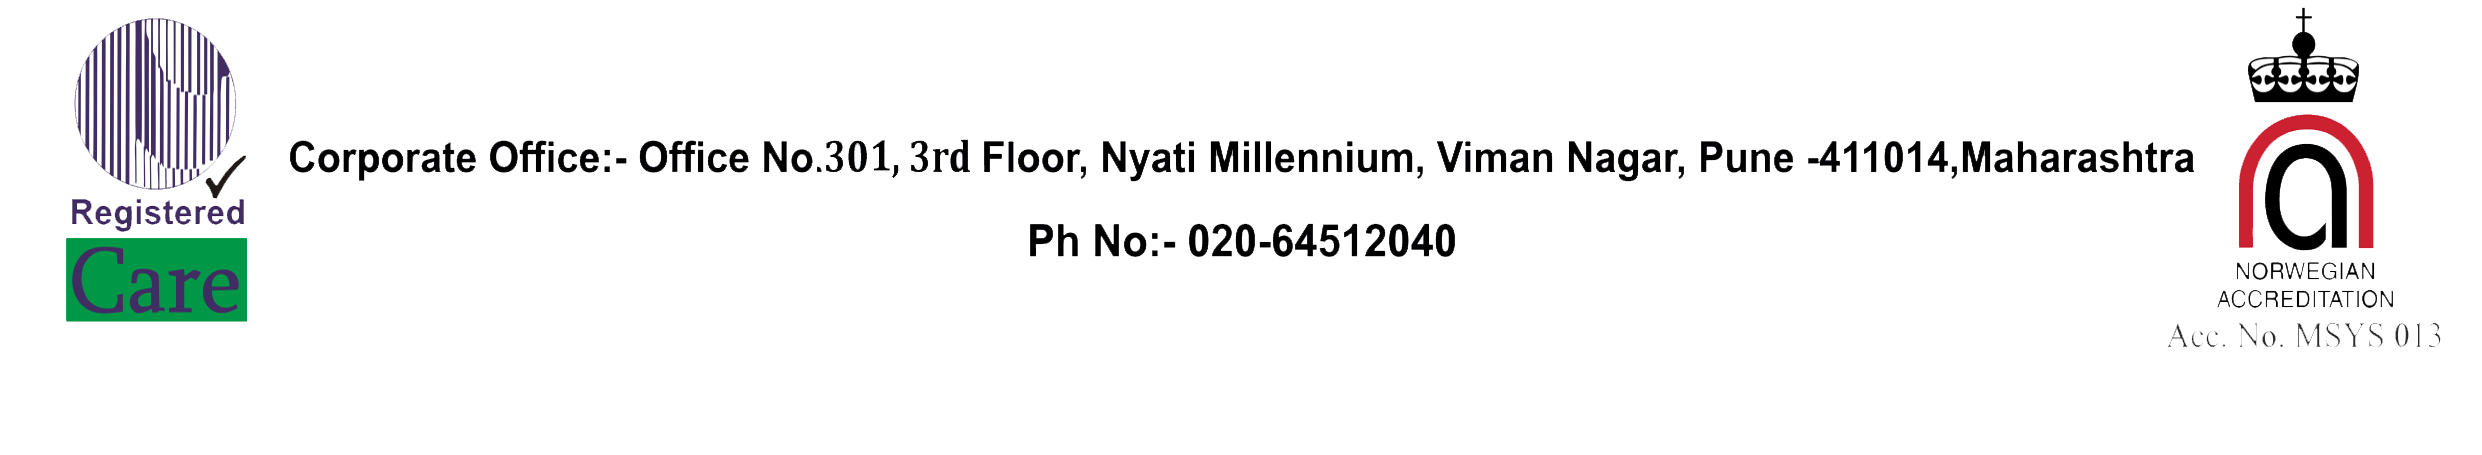 Registered
Care
Corporate Office:- Office No.301, 3rd Floor, Nyati Millennium, Viman Nagar, Pune -411014,Maharashtra
Ph No:- 020-64512040
NORWEGIAN
ACCREDITATION
Acc. No. MSYS 013